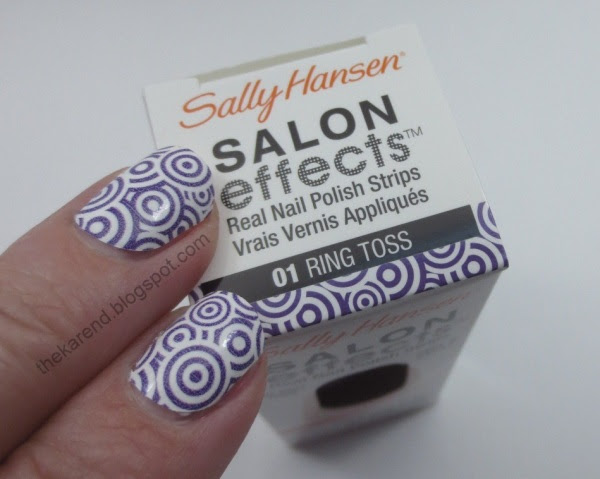 Sally Hansen®
SALON
effects™
Real Nail Polish Strips
Vrais Vernis Appliqués
01 RING TOSS
Sally Hansen
SALON
effects
thekarend.blogspot.com